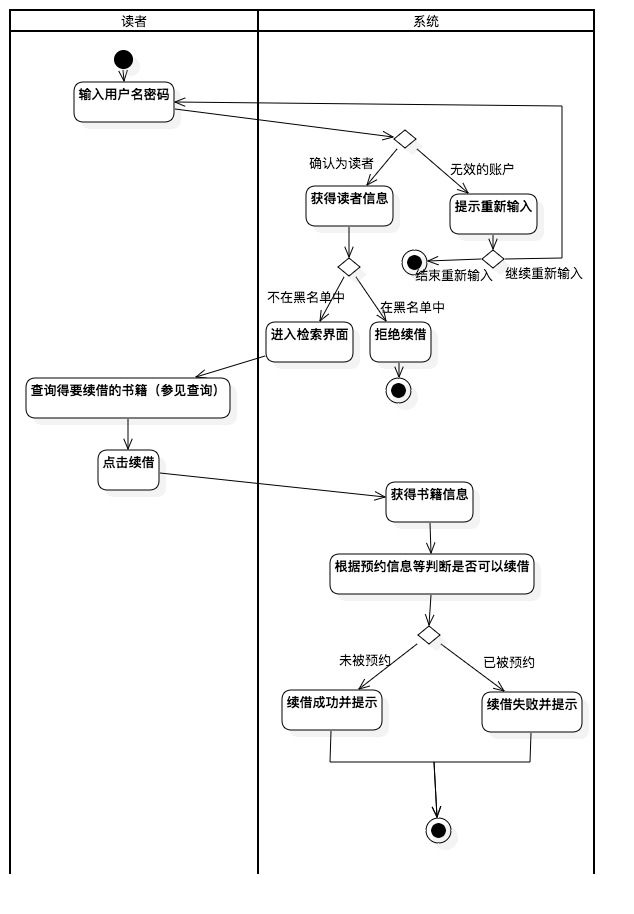 读者
系统
输入用户名密码
确认为读者
无效的账户
获得读者信息
提示重新输入
结束重新输入
继续重新输入
不在黑名单中
在黑名单中
进入检索界面
拒绝续借
查询得要续借的书籍（参见查询）
点击续借
获得书籍信息
根据预约信息等判断是否可以续借
未被预约
已被预约
续借成功并提示
续借失败并提示